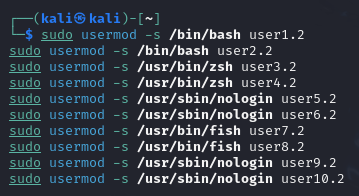 ┌──(kali㉿kali)-[~]
└─$ sudo usermod -s /bin/bash user1.2
sudo usermod -s /bin/bash user2.2
sudo usermod -s /usr/bin/zsh user3.2
sudo usermod -s /usr/bin/zsh user4.2
sudo usermod -s /usr/sbin/nologin user5.2
sudo usermod -s /usr/sbin/nologin user6.2
sudo usermod -s /usr/bin/fish user7.2
sudo usermod -s /usr/bin/fish user8.2
sudo usermod -s /usr/sbin/nologin user9.2
sudo usermod -s /usr/sbin/nologin user10.2